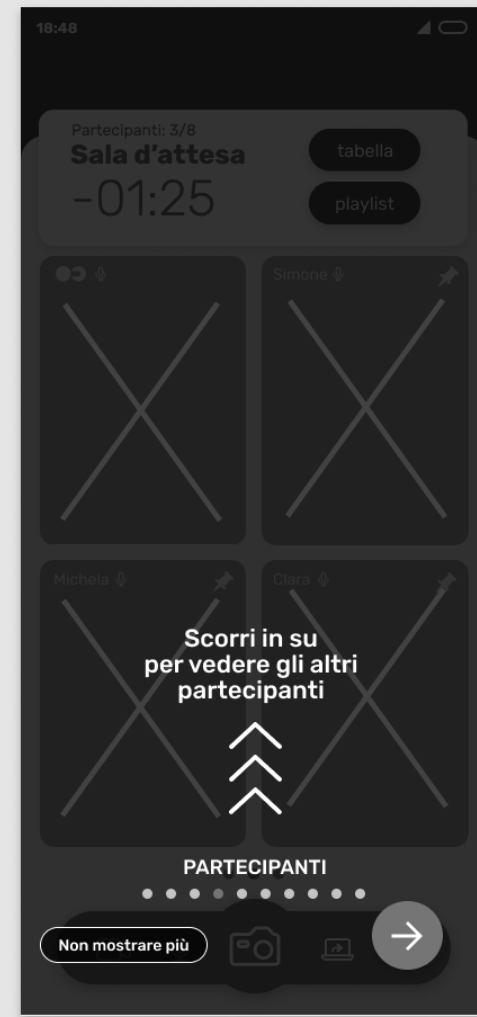 18:48
Partecipanti: 3/8
Sala d'attesa
-01:25
tabella
playlist
Simone
Michela
Clara
Scorri in su
per vedere gli altri
partecipanti
PARTECIPANTI
Non mostrare più